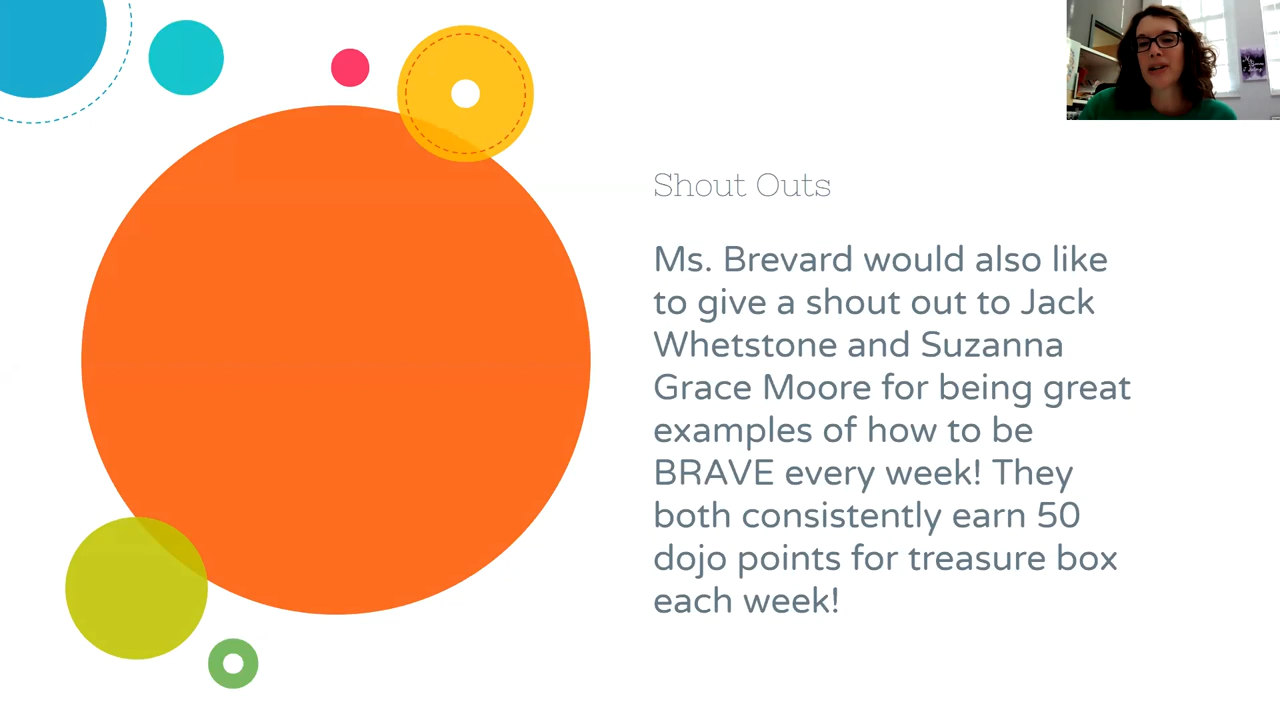 Shout Outs
Ms. Brevard would also like
to give a shout out to Jack
Whetstone and Suzanna
Grace Moore for being great
examples of how to be
BRAVE every week! They
both consistently earn 50
dojo points for treasure box
each week!